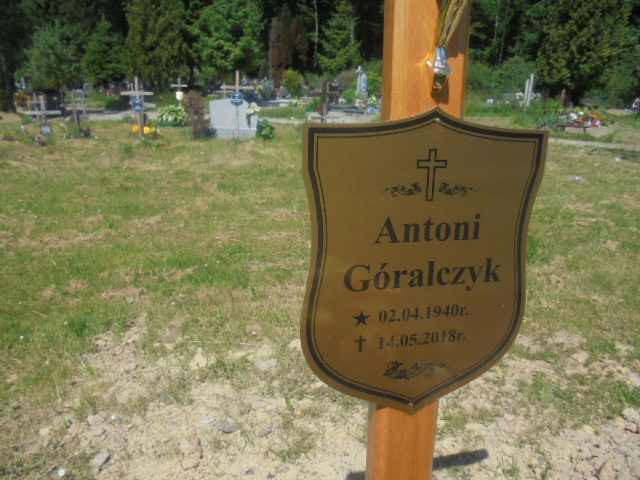 Antoni
Góralczyk
★ 02.04.1940r.
✝ 14.05.2018r.